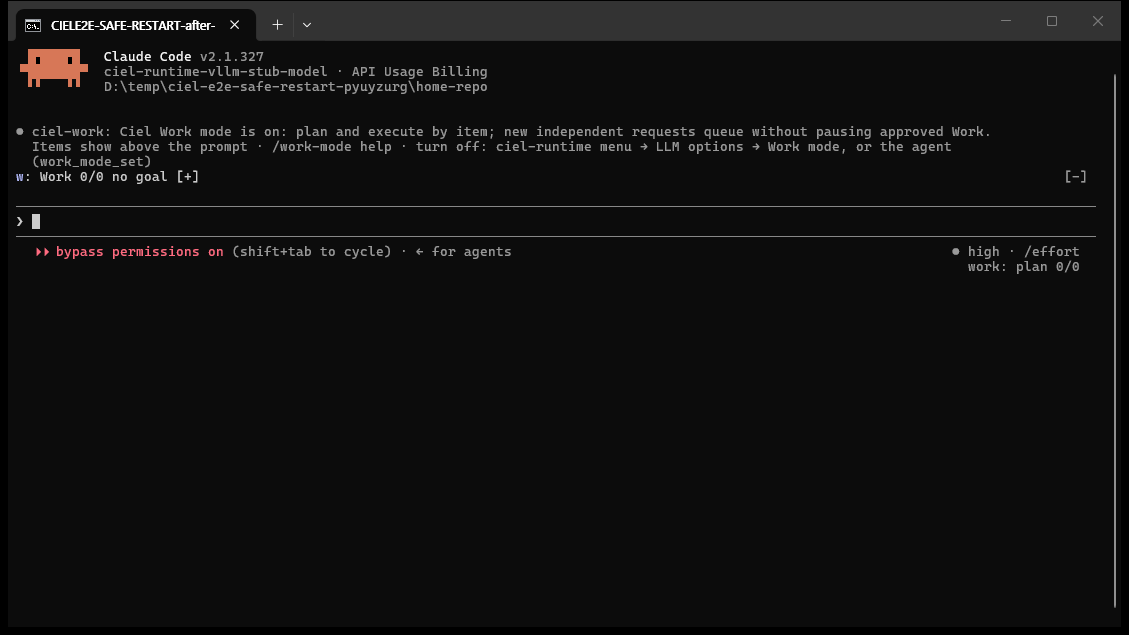 CIELE2E-SAFE-RESTART-after-
Claude Code v2.1.327
ciel-runtime-vllm-stub-model · API Usage Billing
D:\temp\ciel-e2e-safe-restart-pyuyzurg\home-repo
● ciel-work: Ciel Work mode is on: plan and execute by item; new independent requests queue without pausing approved Work.
Items show above the prompt · /work-mode help · turn off: ciel-runtime menu → LLM options → Work mode, or the agent
(work_mode_set)
w: Work 0/0 no goal [+] [-]
❯
⏵⏵ bypass permissions on (shift+tab to cycle) · ← for agents ● high · /effort
work: plan 0/0